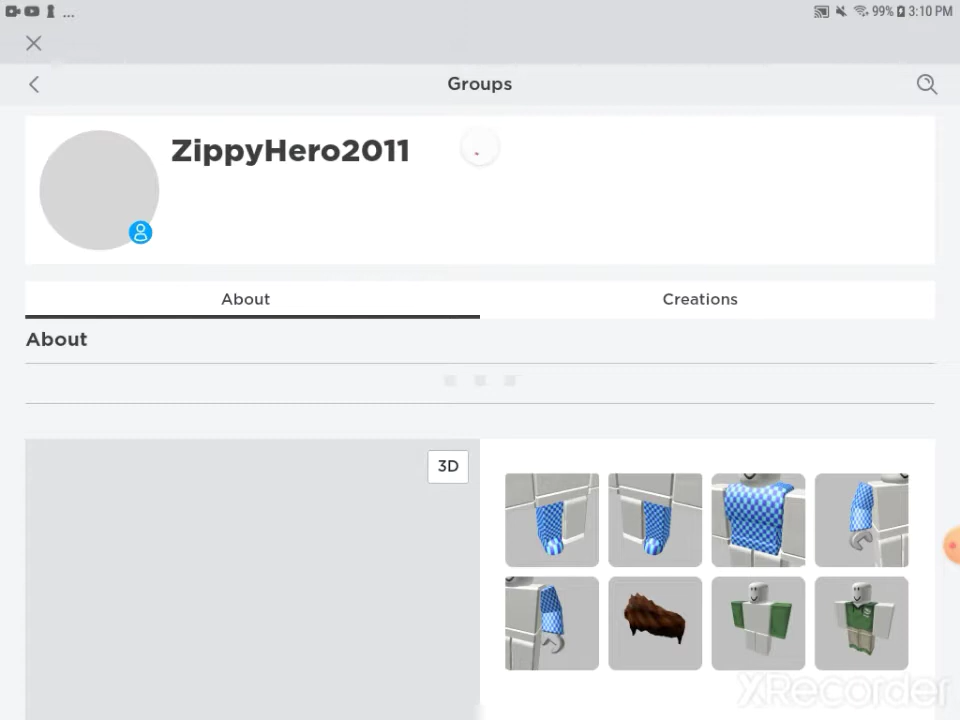 ... 99% 3:10 PM
Groups
ZippyHero2011
About Creations
About
3D
XRecorder